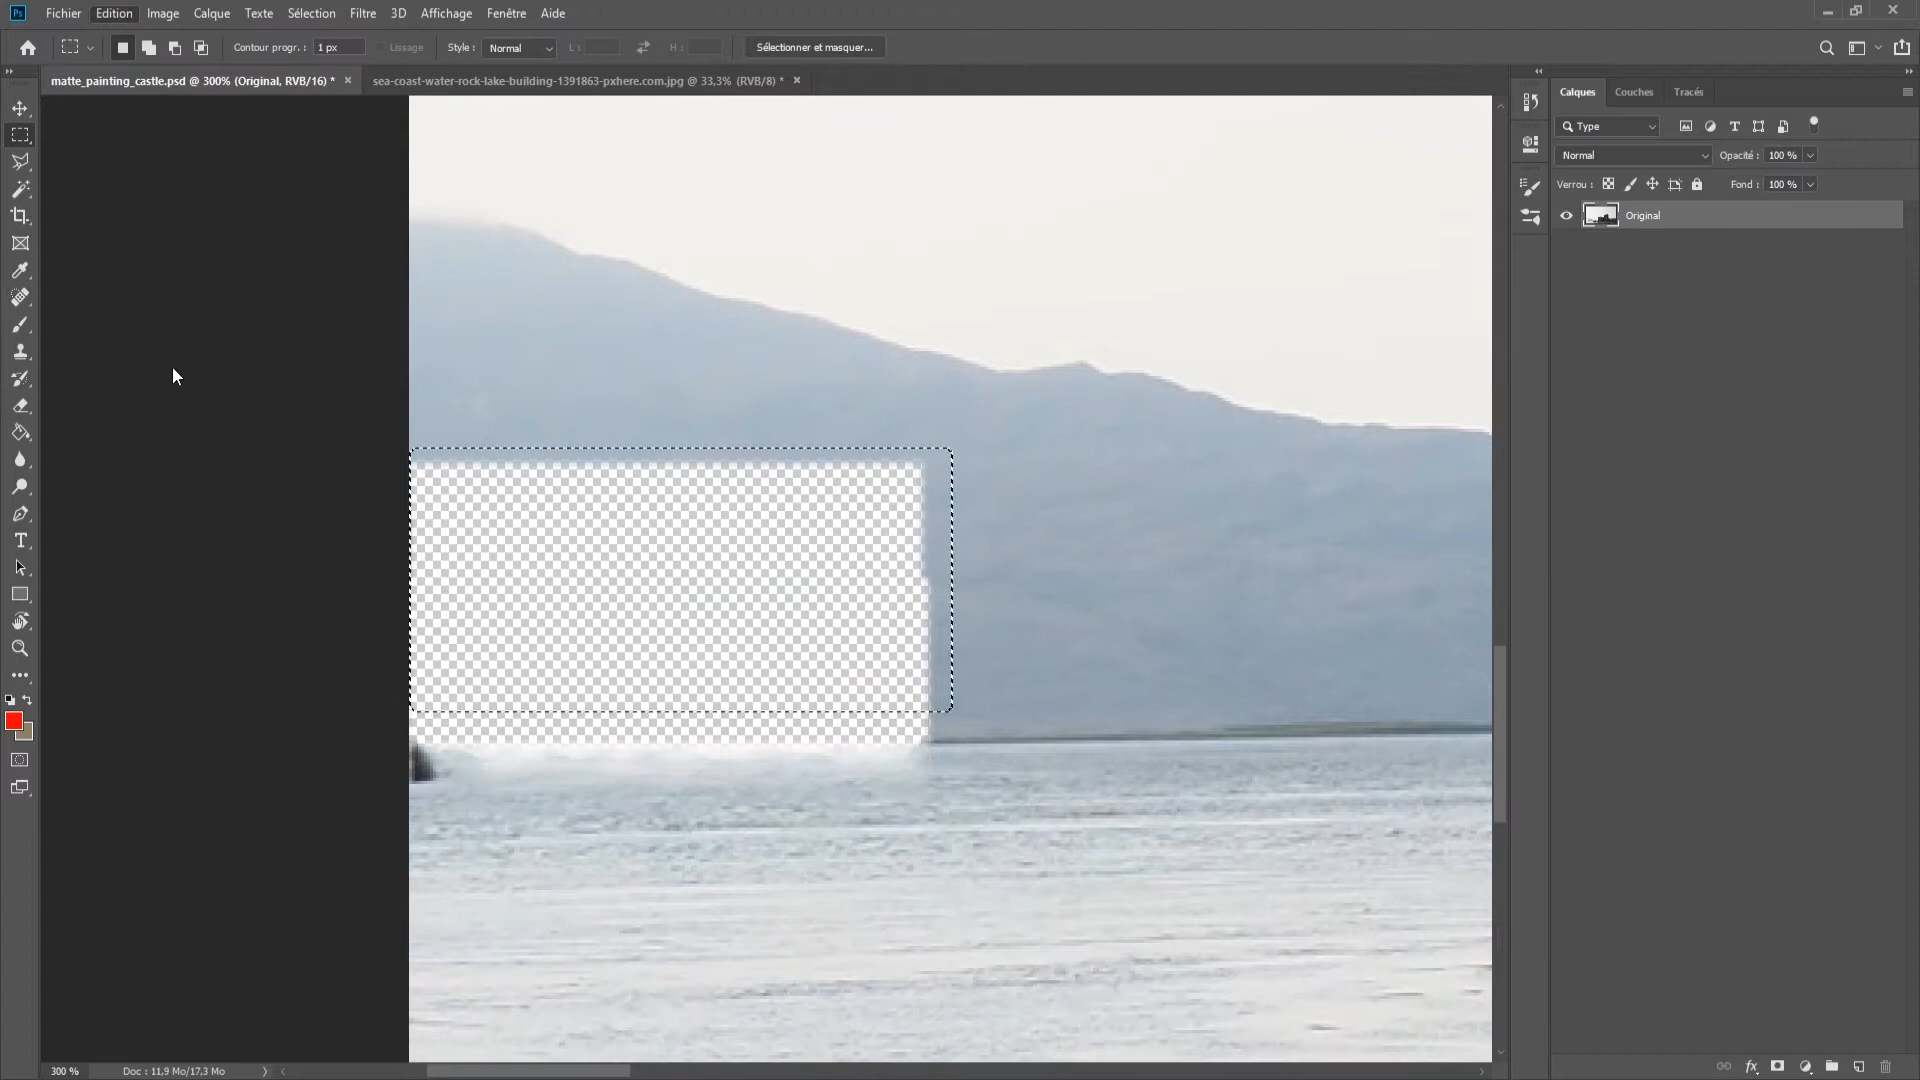 Ps Fichier Edition Image Calque Texte Sélection Filtre 3D Affichage Fenêtre Aide
Contour progr. : 1 px Lissage Style : Normal L : H : Sélectionner et masquer...
matte_painting_castle.psd @ 300% (Original, RVB/16) * × sea-coast-water-rock-lake-building-1391863-pxhere.com.jpg @ 33,3% (RVB/8) * ×
Calques Couches Tracés
Type
Normal Opacité : 100 %
Verrou : Fond : 100 %
Original
300 % Doc : 11,9 Mo/17,3 Mo